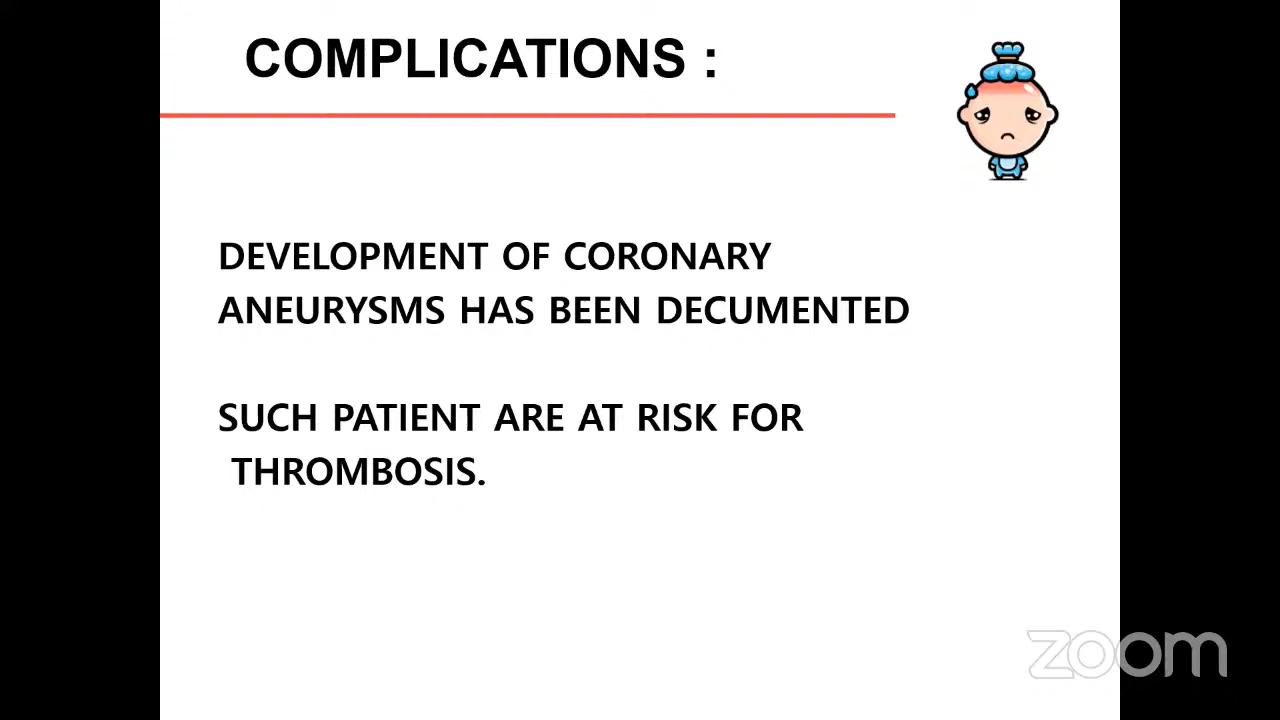 COMPLICATIONS :
DEVELOPMENT OF CORONARY
ANEURYSMS HAS BEEN DECUMENTED
SUCH PATIENT ARE AT RISK FOR
THROMBOSIS.
zoom